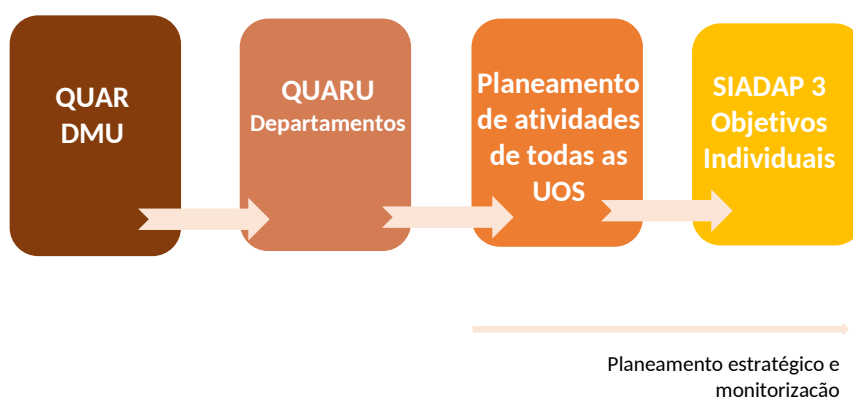 QUAR
DMU
QUARU
Departamentos
Planeamento
de atividades
de todas as
UOS
SIADAP 3
Objetivos
Individuais
Planeamento estratégico e
monitorização